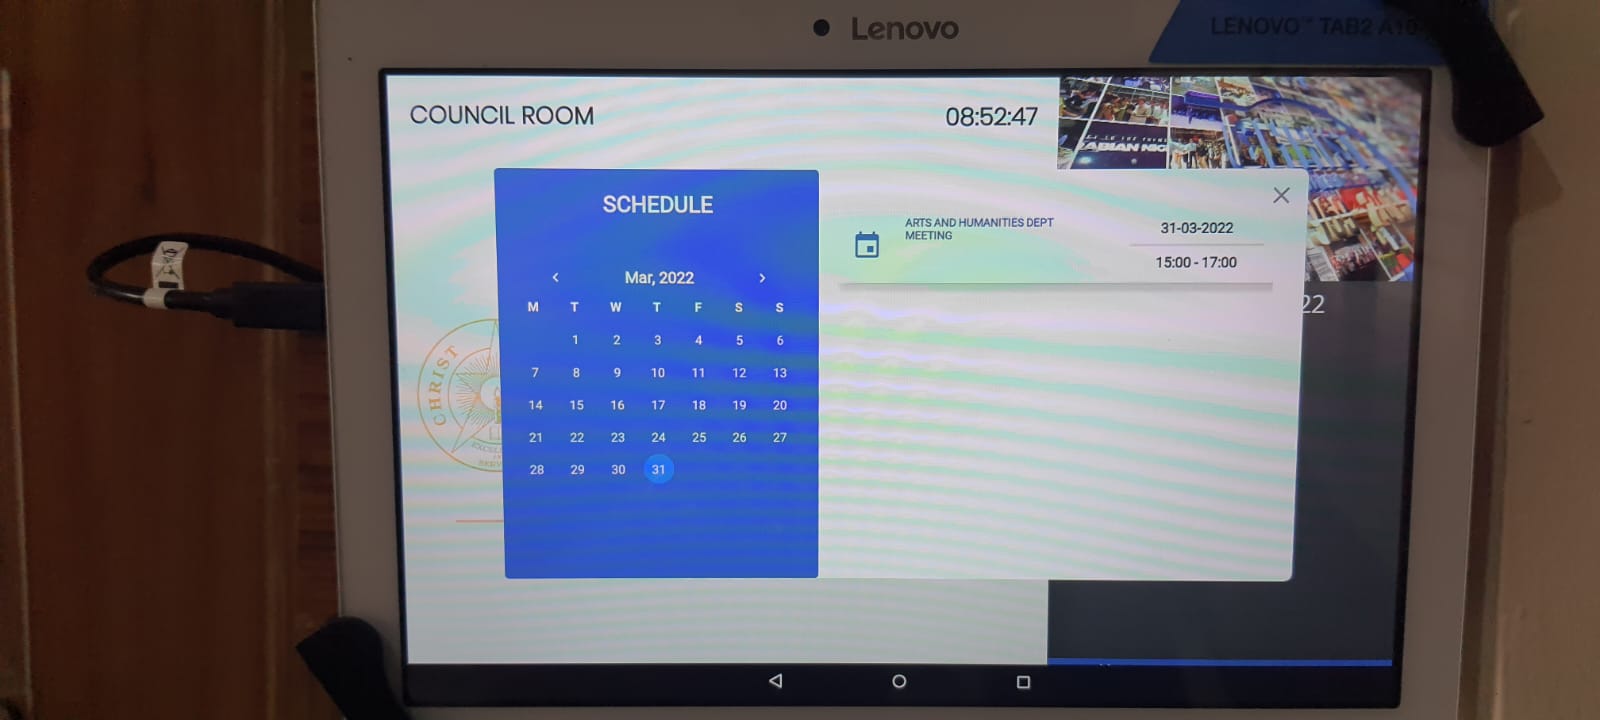 Lenovo
LENOVO™ TAB2 A10
COUNCIL ROOM
08:52:47
ABIAN NIG
SCHEDULE
Mar, 2022
M T W T F S S
1 2 3 4 5 6
7 8 9 10 11 12 13
14 15 16 17 18 19 20
21 22 23 24 25 26 27
28 29 30 31
ARTS AND HUMANITIES DEPT
MEETING
31-03-2022
15:00 - 17:00
22
CHRIST